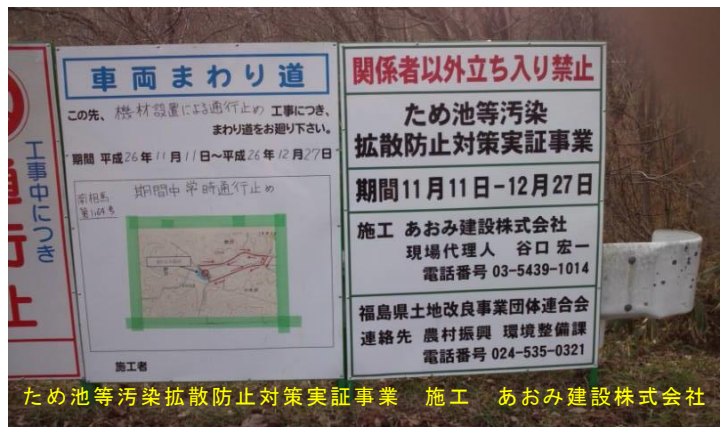 工事中につき
通行止
車両まわり道
この先、機材設置による通行止め工事につき、
まわり道をお廻り下さい。
期間 平成26年11月11日〜平成26年12月27日
南相馬
期間中常時通行止め
施工者
関係者以外立ち入り禁止
ため池等汚染
拡散防止対策実証事業
期間11月11日-12月27日
施工 あおみ建設株式会社
現場代理人 谷口 宏一
電話番号 03-5439-1014
福島県土地改良事業団体連合会
連絡先 農村振興 環境整備課
電話番号 024-535-0321
ため池等汚染拡散防止対策実証事業 施工 あおみ建設株式会社